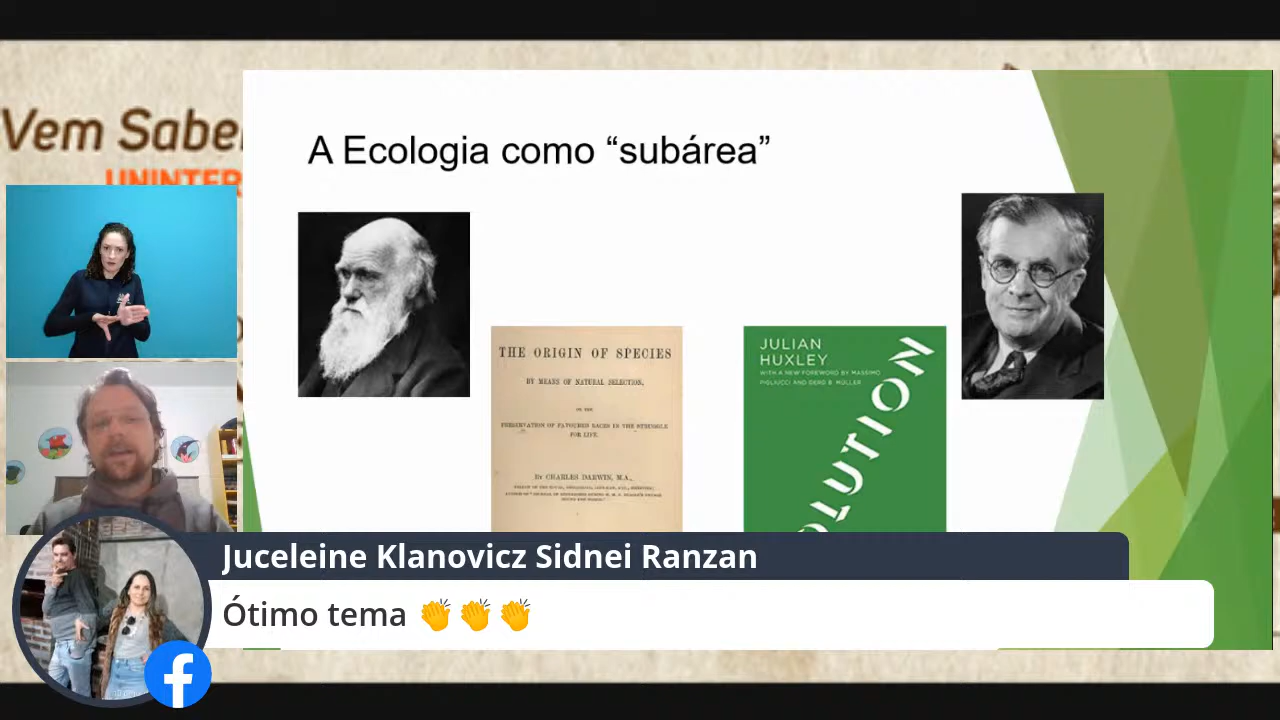 Vem Sabe
UNINTER
A Ecologia como “subárea”
THE ORIGIN OF SPECIES
BY MEANS OF NATURAL SELECTION,
OR THE
PRESERVATION OF FAVOURED RACES IN THE STRUGGLE
FOR LIFE.
BY CHARLES DARWIN, M.A.,
JULIAN
HUXLEY
WITH A NEW FOREWORD BY MASSIMO
PIGLIUCCI AND GERD B. MÜLLER
OLUTION
Juceleine Klanovicz Sidnei Ranzan
Ótimo tema 👏👏👏